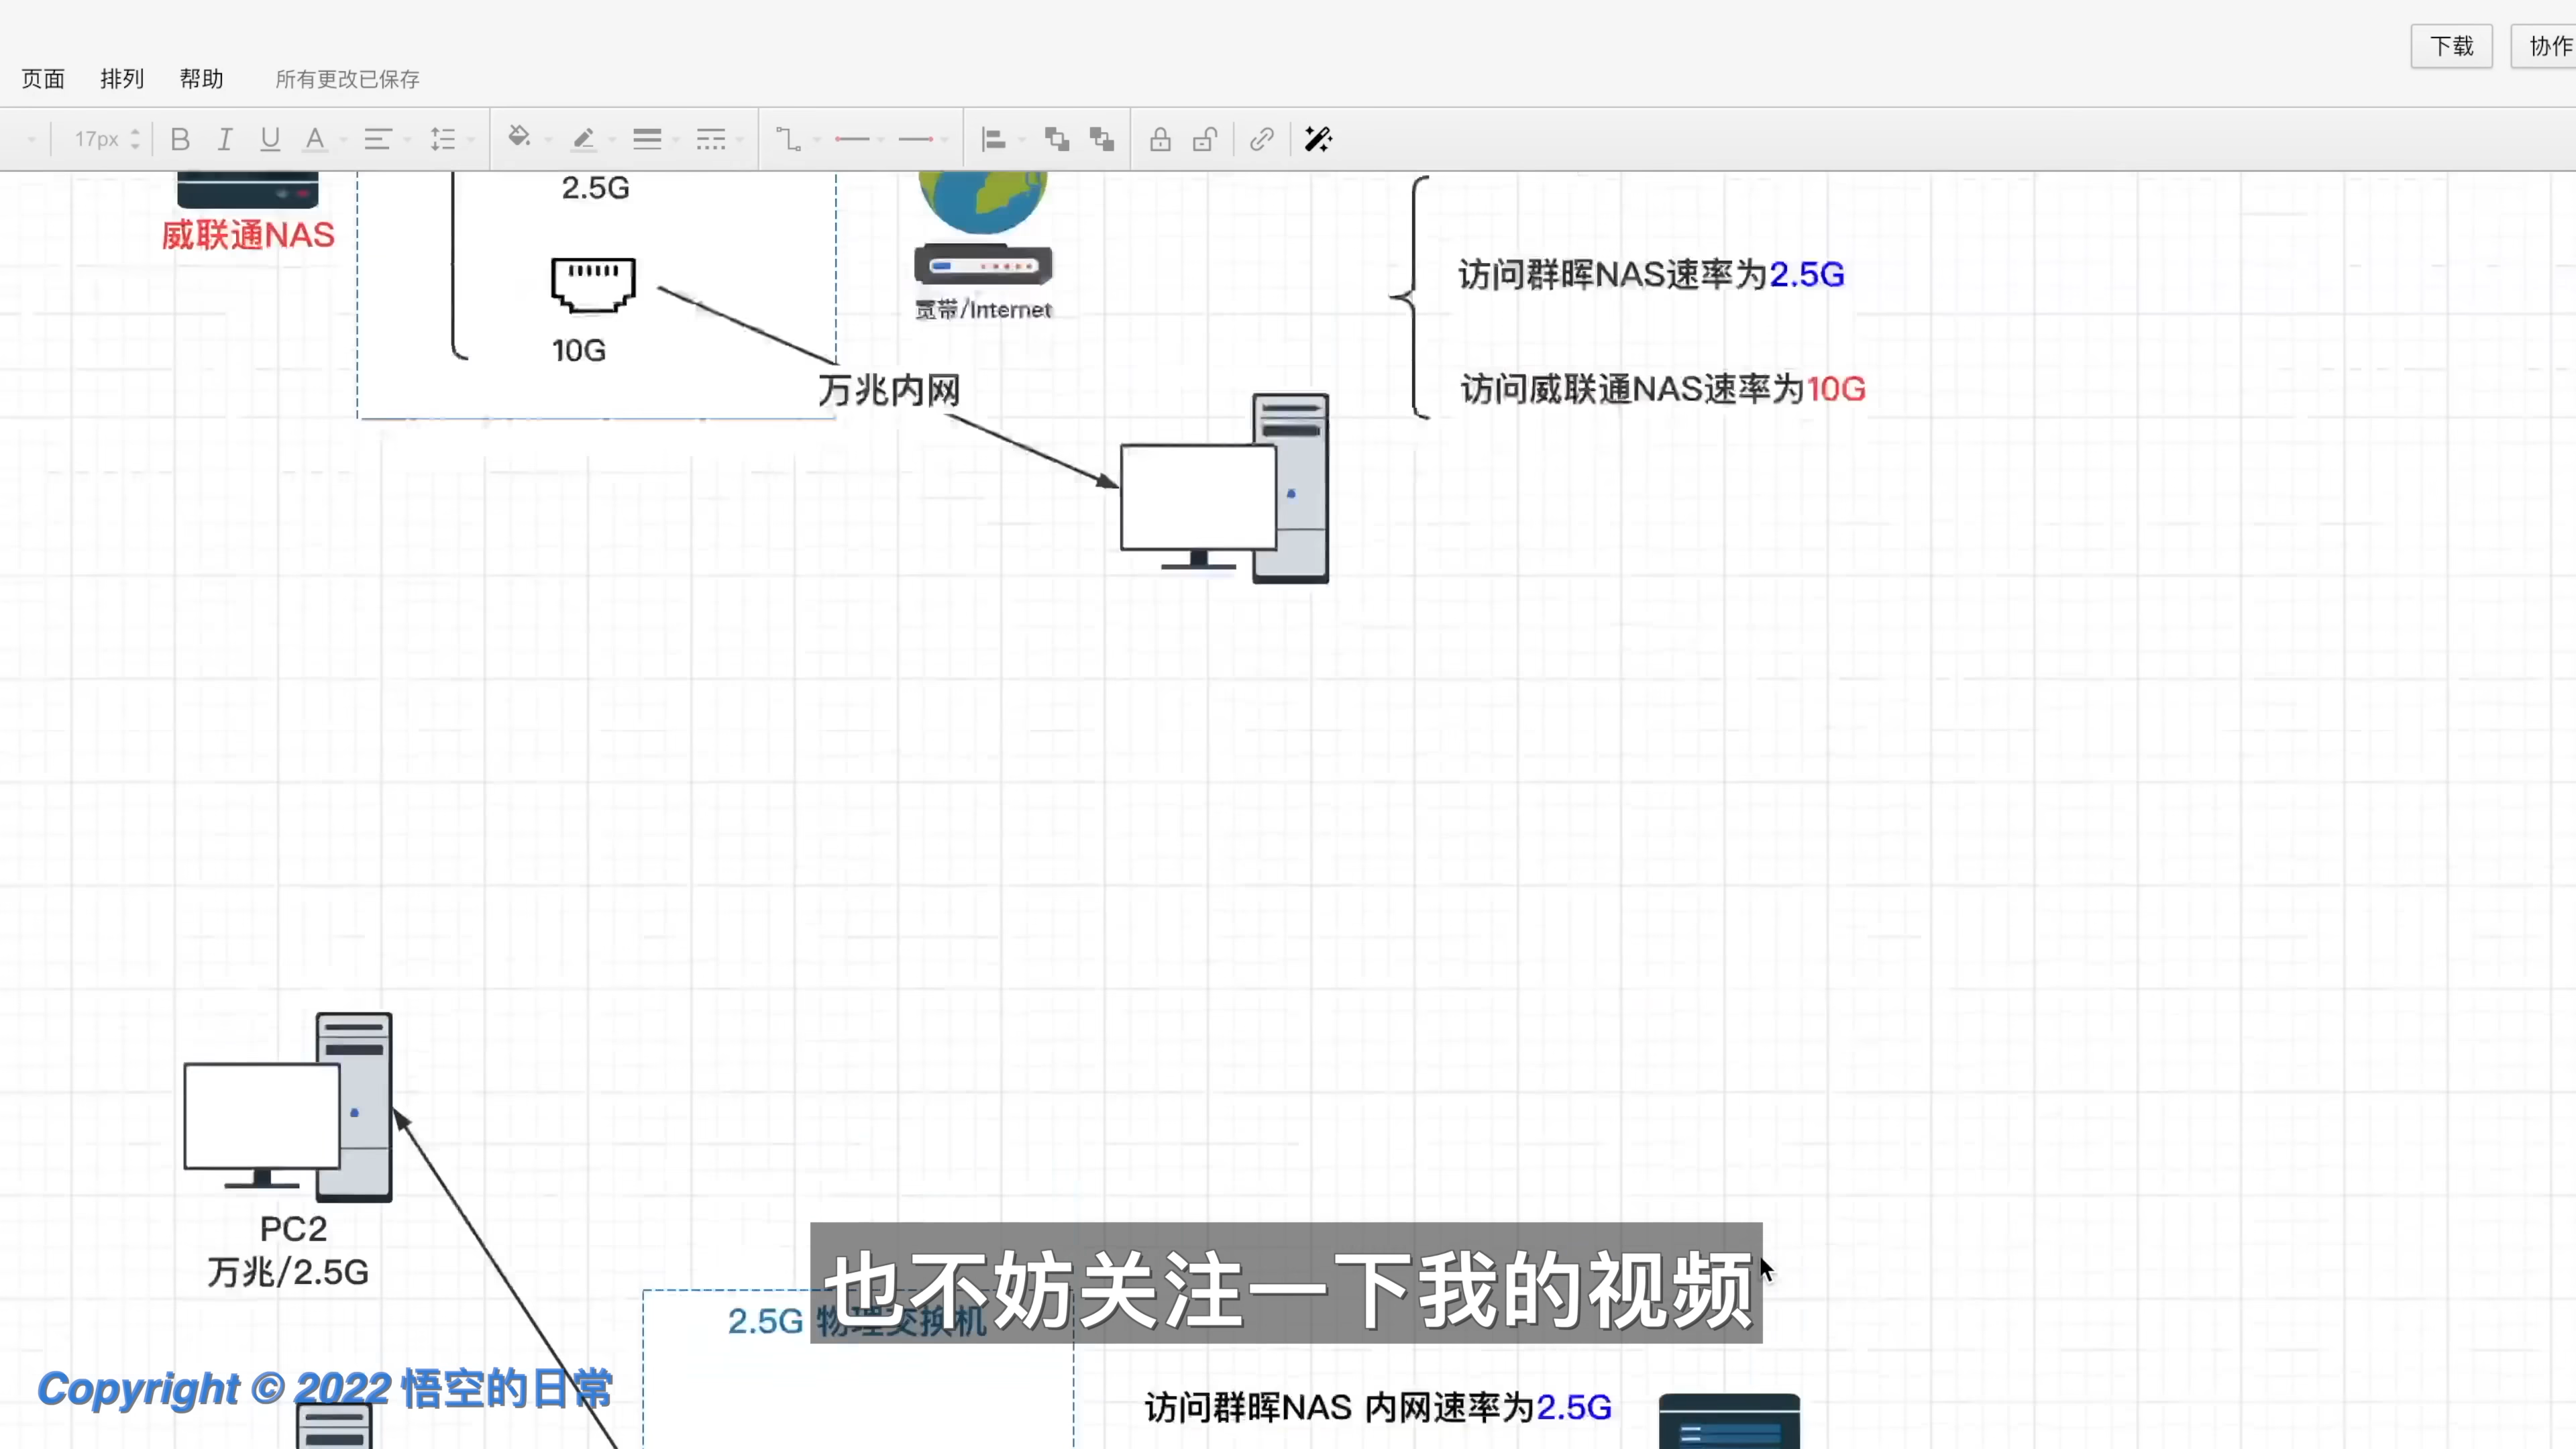 下载
协作
页面 排列 帮助 所有更改已保存
17px B I U A
2.5G
威联通NAS
10G
宽带/Internet
万兆内网
访问群晖NAS速率为2.5G
访问威联通NAS速率为10G
PC2
万兆/2.5G
2.5G 物理交换机
也不妨关注一下我的视频
Copyright © 2022 悟空的日常
访问群晖NAS 内网速率为2.5G